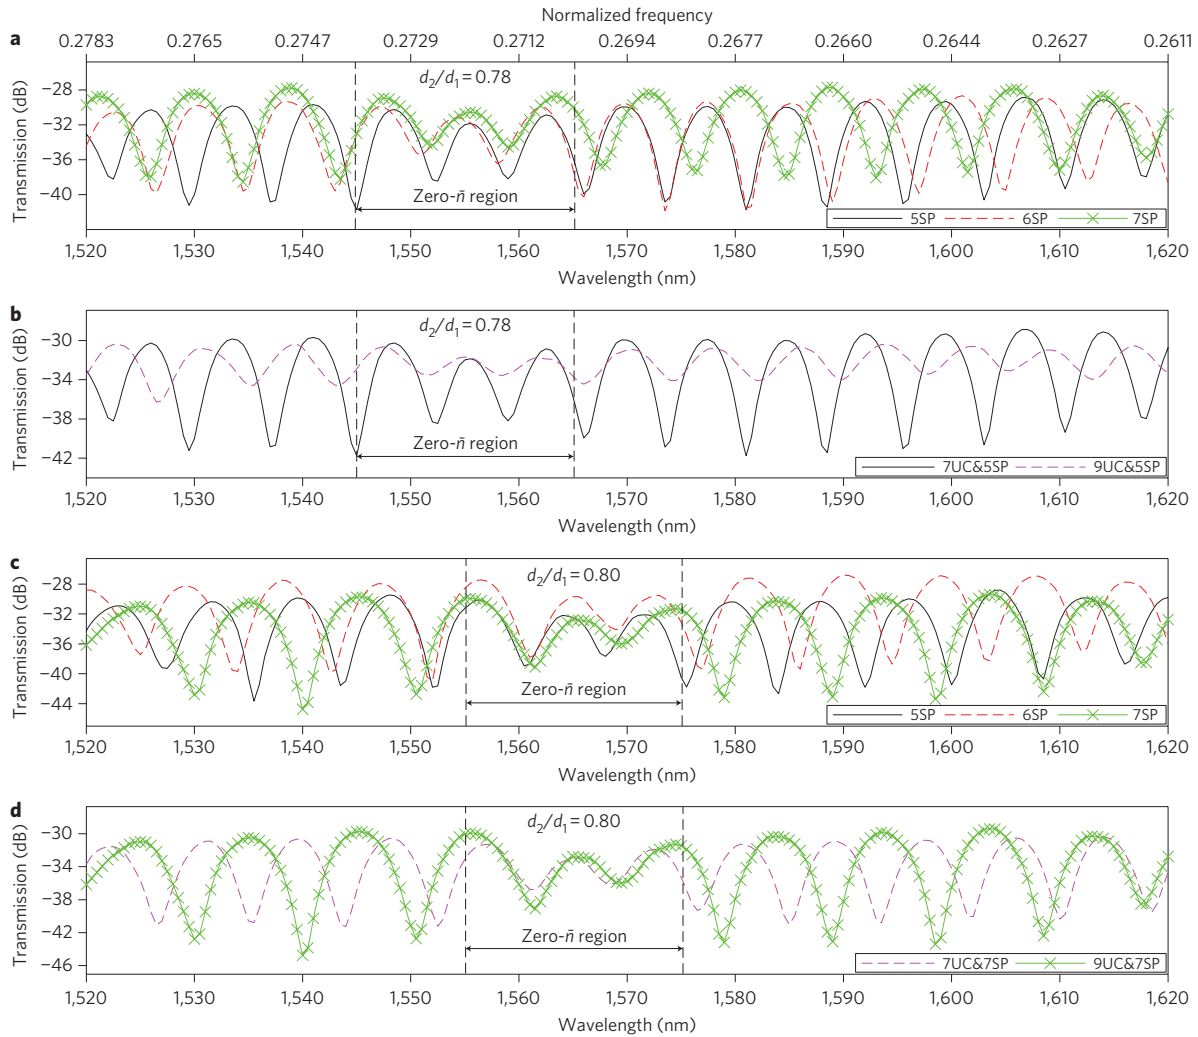 Normalized frequency
a 0.2783 0.2765 0.2747 0.2729 0.2712 0.2694 0.2677 0.2660 0.2644 0.2627 0.2611
d₂/d₁ = 0.78
Transmission (dB)
−28
−32
−36
−40
Zero-n̄ region
5SP 6SP 7SP
1,520 1,530 1,540 1,550 1,560 1,570 1,580 1,590 1,600 1,610 1,620
Wavelength (nm)
b
d₂/d₁ = 0.78
Transmission (dB)
−30
−34
−38
−42
Zero-n̄ region
7UC&5SP 9UC&5SP
1,520 1,530 1,540 1,550 1,560 1,570 1,580 1,590 1,600 1,610 1,620
Wavelength (nm)
c
d₂/d₁ = 0.80
Transmission (dB)
−28
−32
−36
−40
−44
Zero-n̄ region
5SP 6SP 7SP
1,520 1,530 1,540 1,550 1,560 1,570 1,580 1,590 1,600 1,610 1,620
Wavelength (nm)
d
d₂/d₁ = 0.80
Transmission (dB)
−30
−34
−38
−42
−46
Zero-n̄ region
7UC&7SP 9UC&7SP
1,520 1,530 1,540 1,550 1,560 1,570 1,580 1,590 1,600 1,610 1,620
Wavelength (nm)